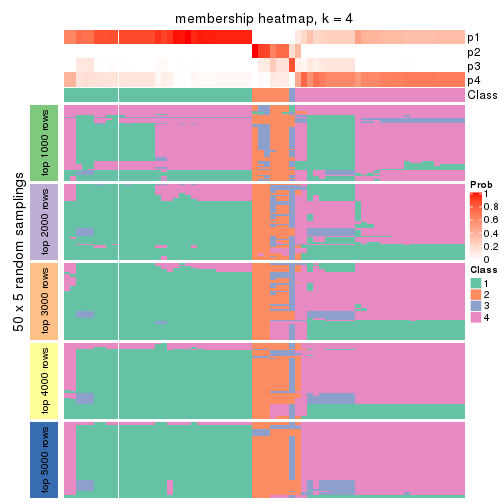 membership heatmap, k = 4
p1
p2
p3
p4
Class
50 x 5 random samplings
top 1000 rows
top 2000 rows
top 3000 rows
top 4000 rows
top 5000 rows
Prob
1
0.8
0.6
0.4
0.2
0
Class
1
2
3
4